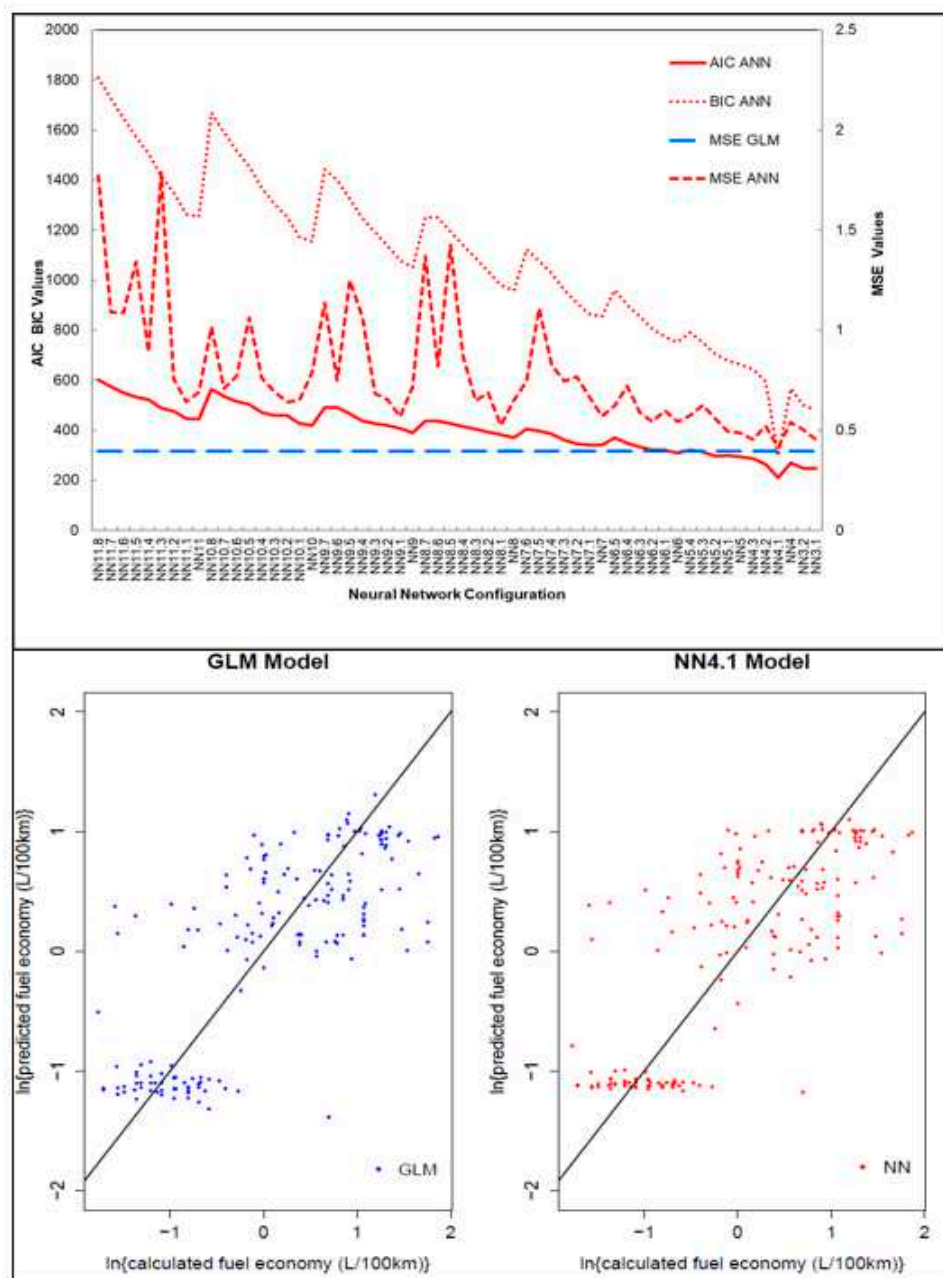 2000
1800
1600
1400
1200
1000
800
600
400
200
0
AIC BIC Values
2.5
2
1.5
1
0.5
0
MSE Values
AIC ANN
BIC ANN
MSE GLM
MSE ANN
NN11.8
NN11.7
NN11.6
NN11.5
NN11.4
NN11.3
NN11.2
NN11.1
NN11
NN10.8
NN10.7
NN10.6
NN10.5
NN10.4
NN10.3
NN10.2
NN10.1
NN10
NN9.7
NN9.6
NN9.5
NN9.4
NN9.3
NN9.2
NN9.1
NN9
NN8.7
NN8.6
NN8.5
NN8.4
NN8.3
NN8.2
NN8.1
NN8
NN7.6
NN7.5
NN7.4
NN7.3
NN7.2
NN7.1
NN7
NN6.5
NN6.4
NN6.3
NN6.2
NN6.1
NN6
NN5.4
NN5.3
NN5.2
NN5.1
NN5
NN4.3
NN4.2
NN4.1
NN4
NN3.2
NN3.1
Neural Network Configuration
GLM Model
ln{predicted fuel economy (L/100km)}
2
1
0
−1
−2
GLM
−1 0 1 2
ln{calculated fuel economy (L/100km)}
NN4.1 Model
ln{predicted fuel economy (L/100km)}
2
1
0
−1
−2
NN
−1 0 1 2
ln{calculated fuel economy (L/100km)}